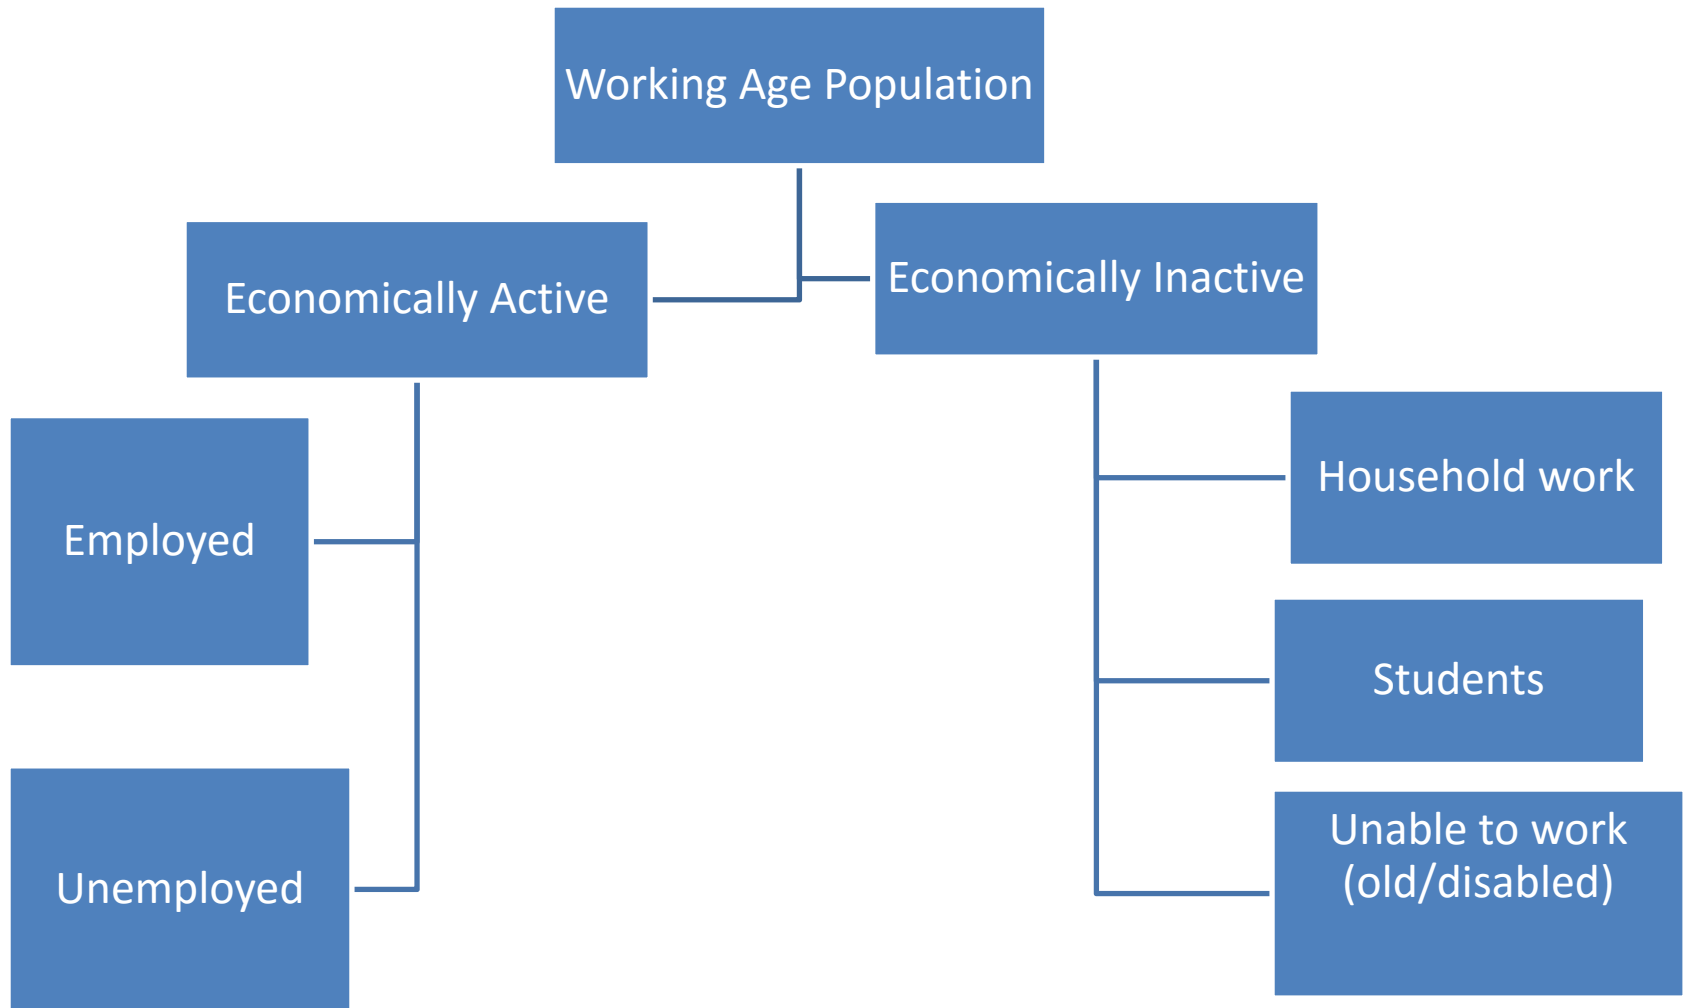 Working Age Population
Economically Active
Economically Inactive
Employed
Unemployed
Household work
Students
Unable to work
(old/disabled)